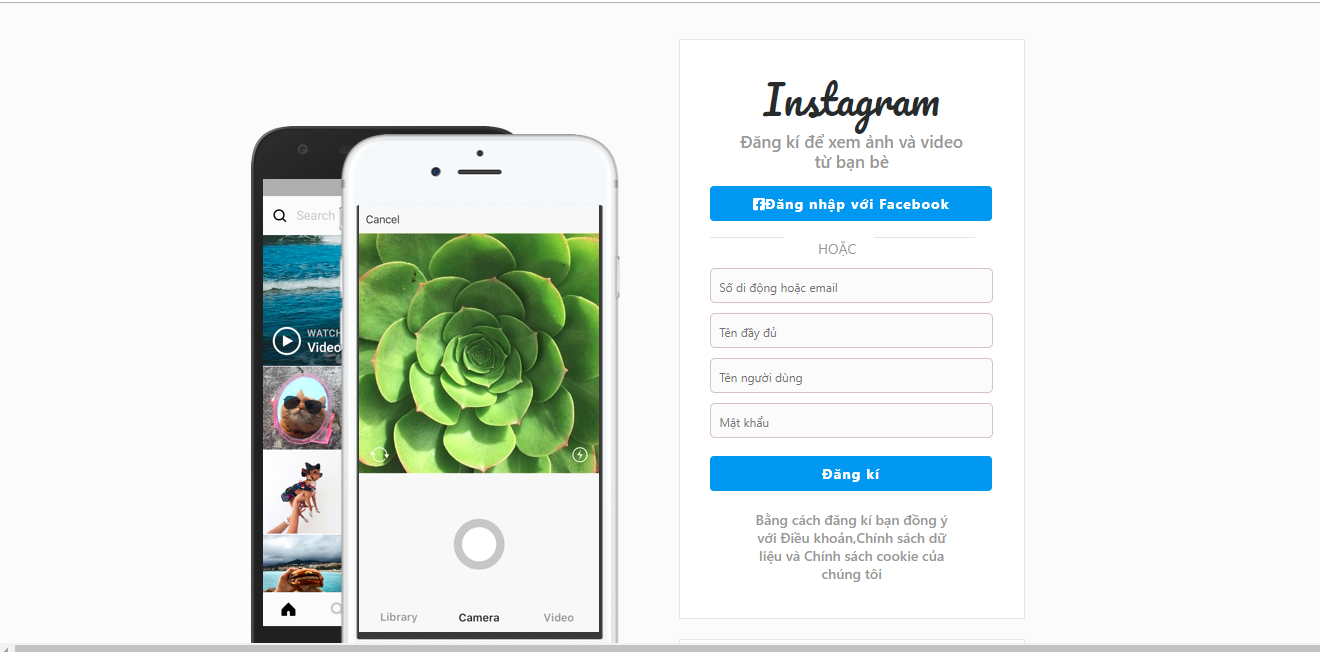 Search
WATCH
Video
Cancel
Library
Camera
Video
Instagram
Đăng kí để xem ảnh và video
từ bạn bè
Đăng nhập với Facebook
HOẶC
Số di động hoặc email
Tên đầy đủ
Tên người dùng
Mật khẩu
Đăng kí
Bằng cách đăng kí bạn đồng ý
với Điều khoản,Chính sách dữ
liệu và Chính sách cookie của
chúng tôi